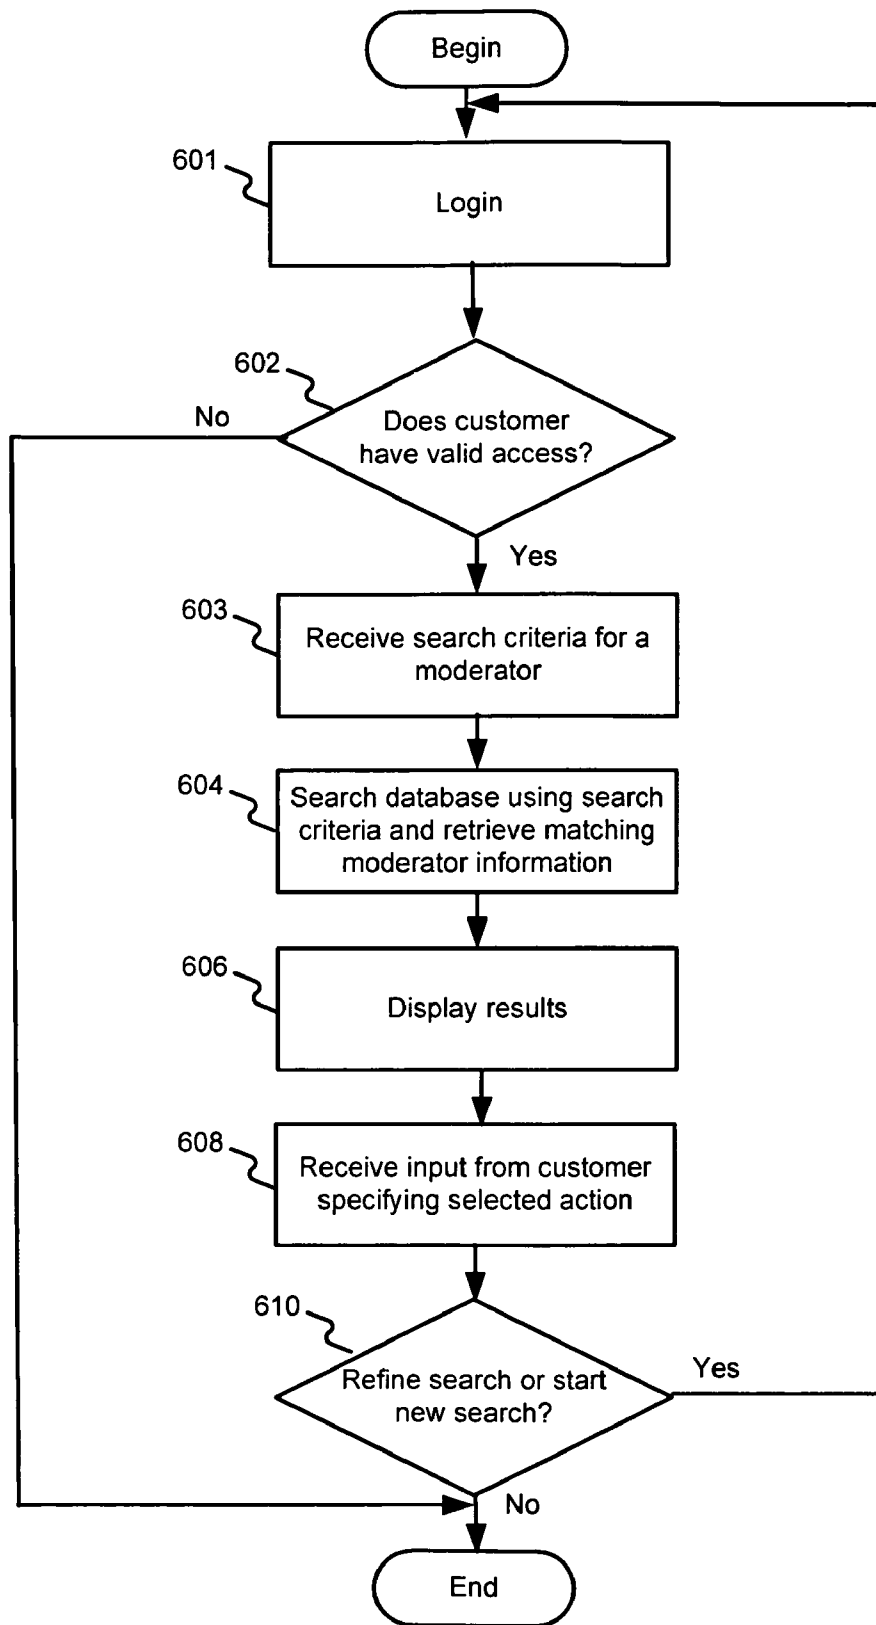 Begin
601
Login
602
No
Does customer
have valid access?
Yes
603
Receive search criteria for a
moderator
604
Search database using search
criteria and retrieve matching
moderator information
606
Display results
608
Receive input from customer
specifying selected action
610
Refine search or start
new search?
Yes
No
End